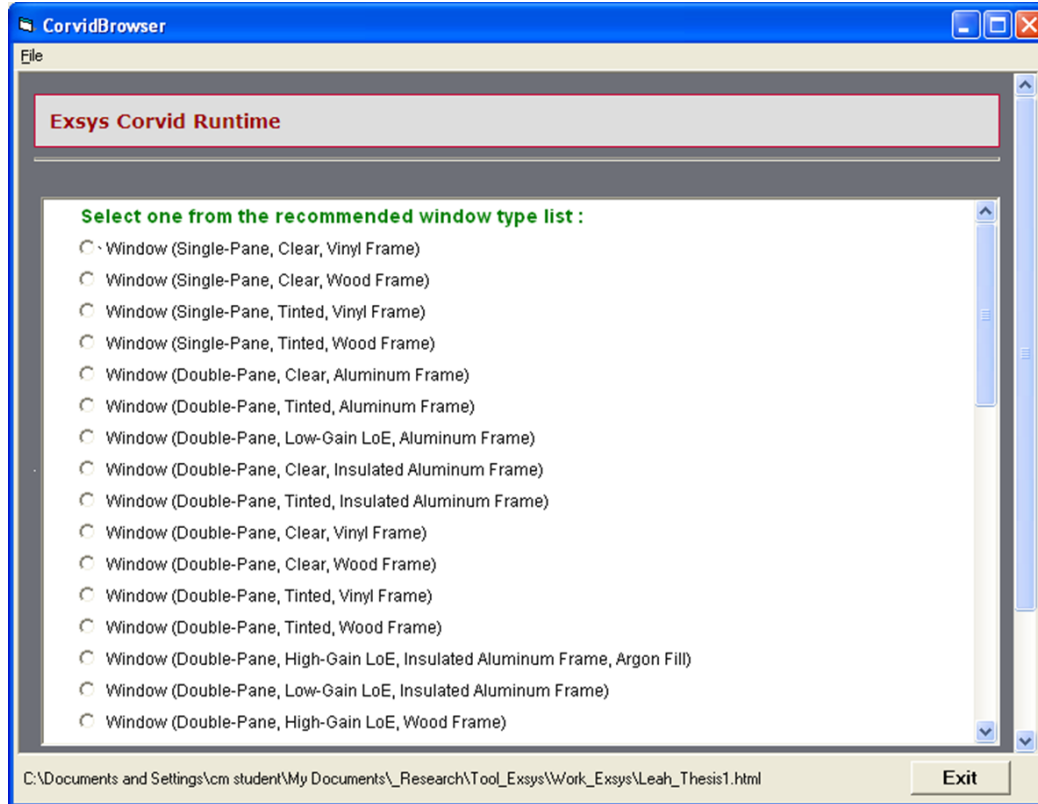 CorvidBrowser
File
Exsys Corvid Runtime
Select one from the recommended window type list :
Window (Single-Pane, Clear, Vinyl Frame)
Window (Single-Pane, Clear, Wood Frame)
Window (Single-Pane, Tinted, Vinyl Frame)
Window (Single-Pane, Tinted, Wood Frame)
Window (Double-Pane, Clear, Aluminum Frame)
Window (Double-Pane, Tinted, Aluminum Frame)
Window (Double-Pane, Low-Gain LoE, Aluminum Frame)
Window (Double-Pane, Clear, Insulated Aluminum Frame)
Window (Double-Pane, Tinted, Insulated Aluminum Frame)
Window (Double-Pane, Clear, Vinyl Frame)
Window (Double-Pane, Clear, Wood Frame)
Window (Double-Pane, Tinted, Vinyl Frame)
Window (Double-Pane, Tinted, Wood Frame)
Window (Double-Pane, High-Gain LoE, Insulated Aluminum Frame, Argon Fill)
Window (Double-Pane, Low-Gain LoE, Insulated Aluminum Frame)
Window (Double-Pane, High-Gain LoE, Wood Frame)
C:\Documents and Settings\cm student\My Documents\_Research\Tool_Exsys\Work_Exsys\Leah_Thesis1.html
Exit